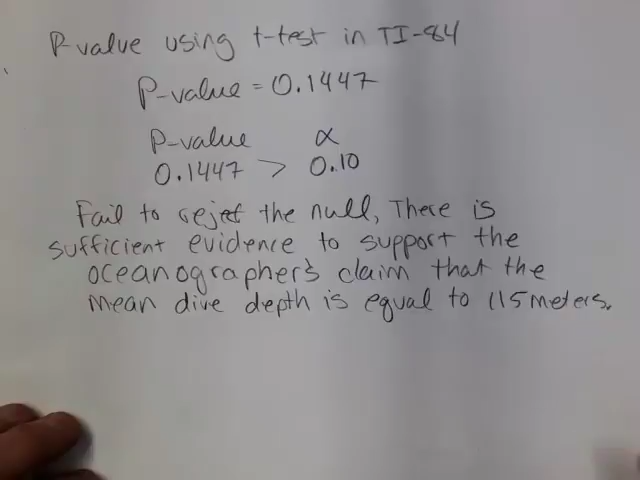 P-value using t-test in TI-84
P-value = 0.1447
P-value α
0.1447 > 0.10
Fail to reject the null, There is
sufficient evidence to support the
oceanographer's claim that the
mean dive depth is equal to 115 meters.